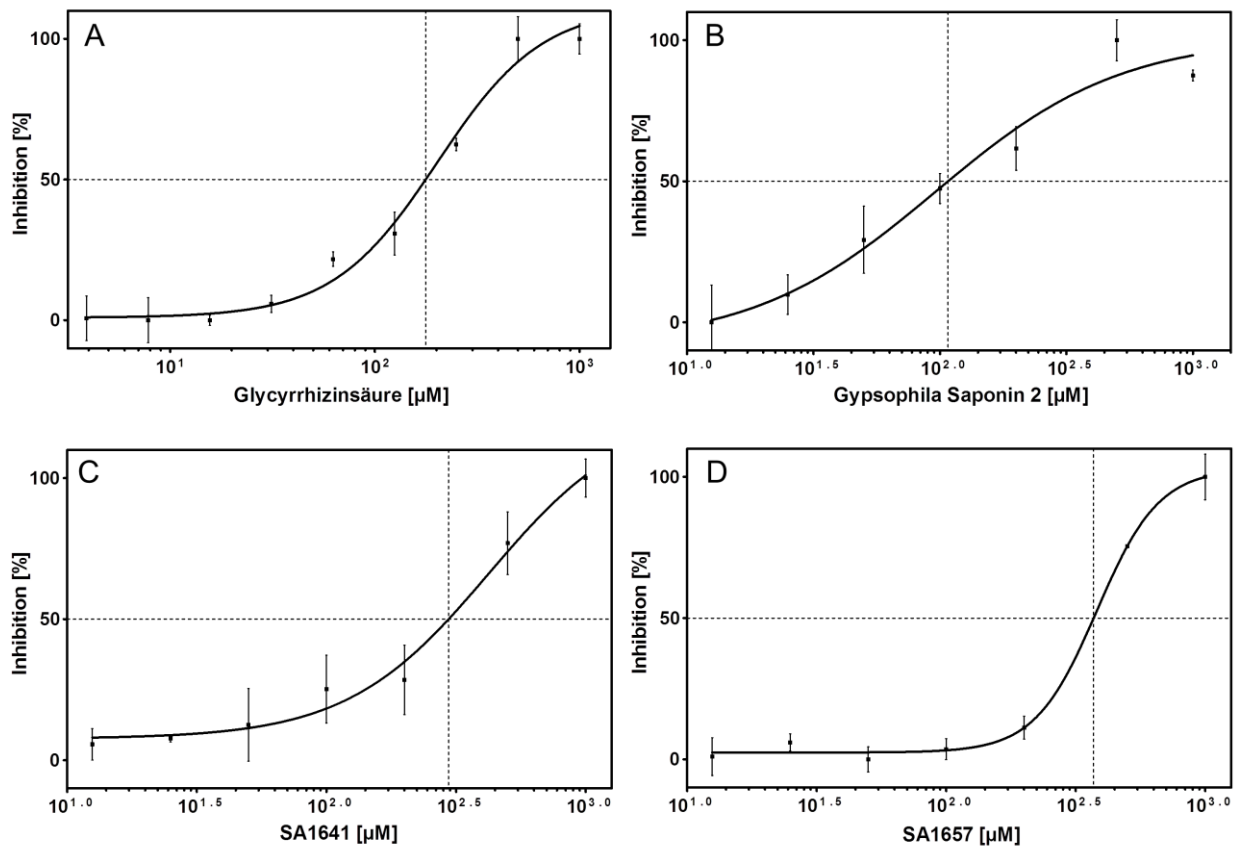 A
Inhibition [%]
100
50
0
10¹
10²
10³
Glycyrrhizinsäure [µM]
B
Inhibition [%]
100
50
0
10¹·⁰
10¹·⁵
10²·⁰
10²·⁵
10³·⁰
Gypsophila Saponin 2 [µM]
C
Inhibition [%]
100
50
0
10¹·⁰
10¹·⁵
10²·⁰
10²·⁵
10³·⁰
SA1641 [µM]
D
Inhibition [%]
100
50
0
10¹·⁰
10¹·⁵
10²·⁰
10²·⁵
10³·⁰
SA1657 [µM]